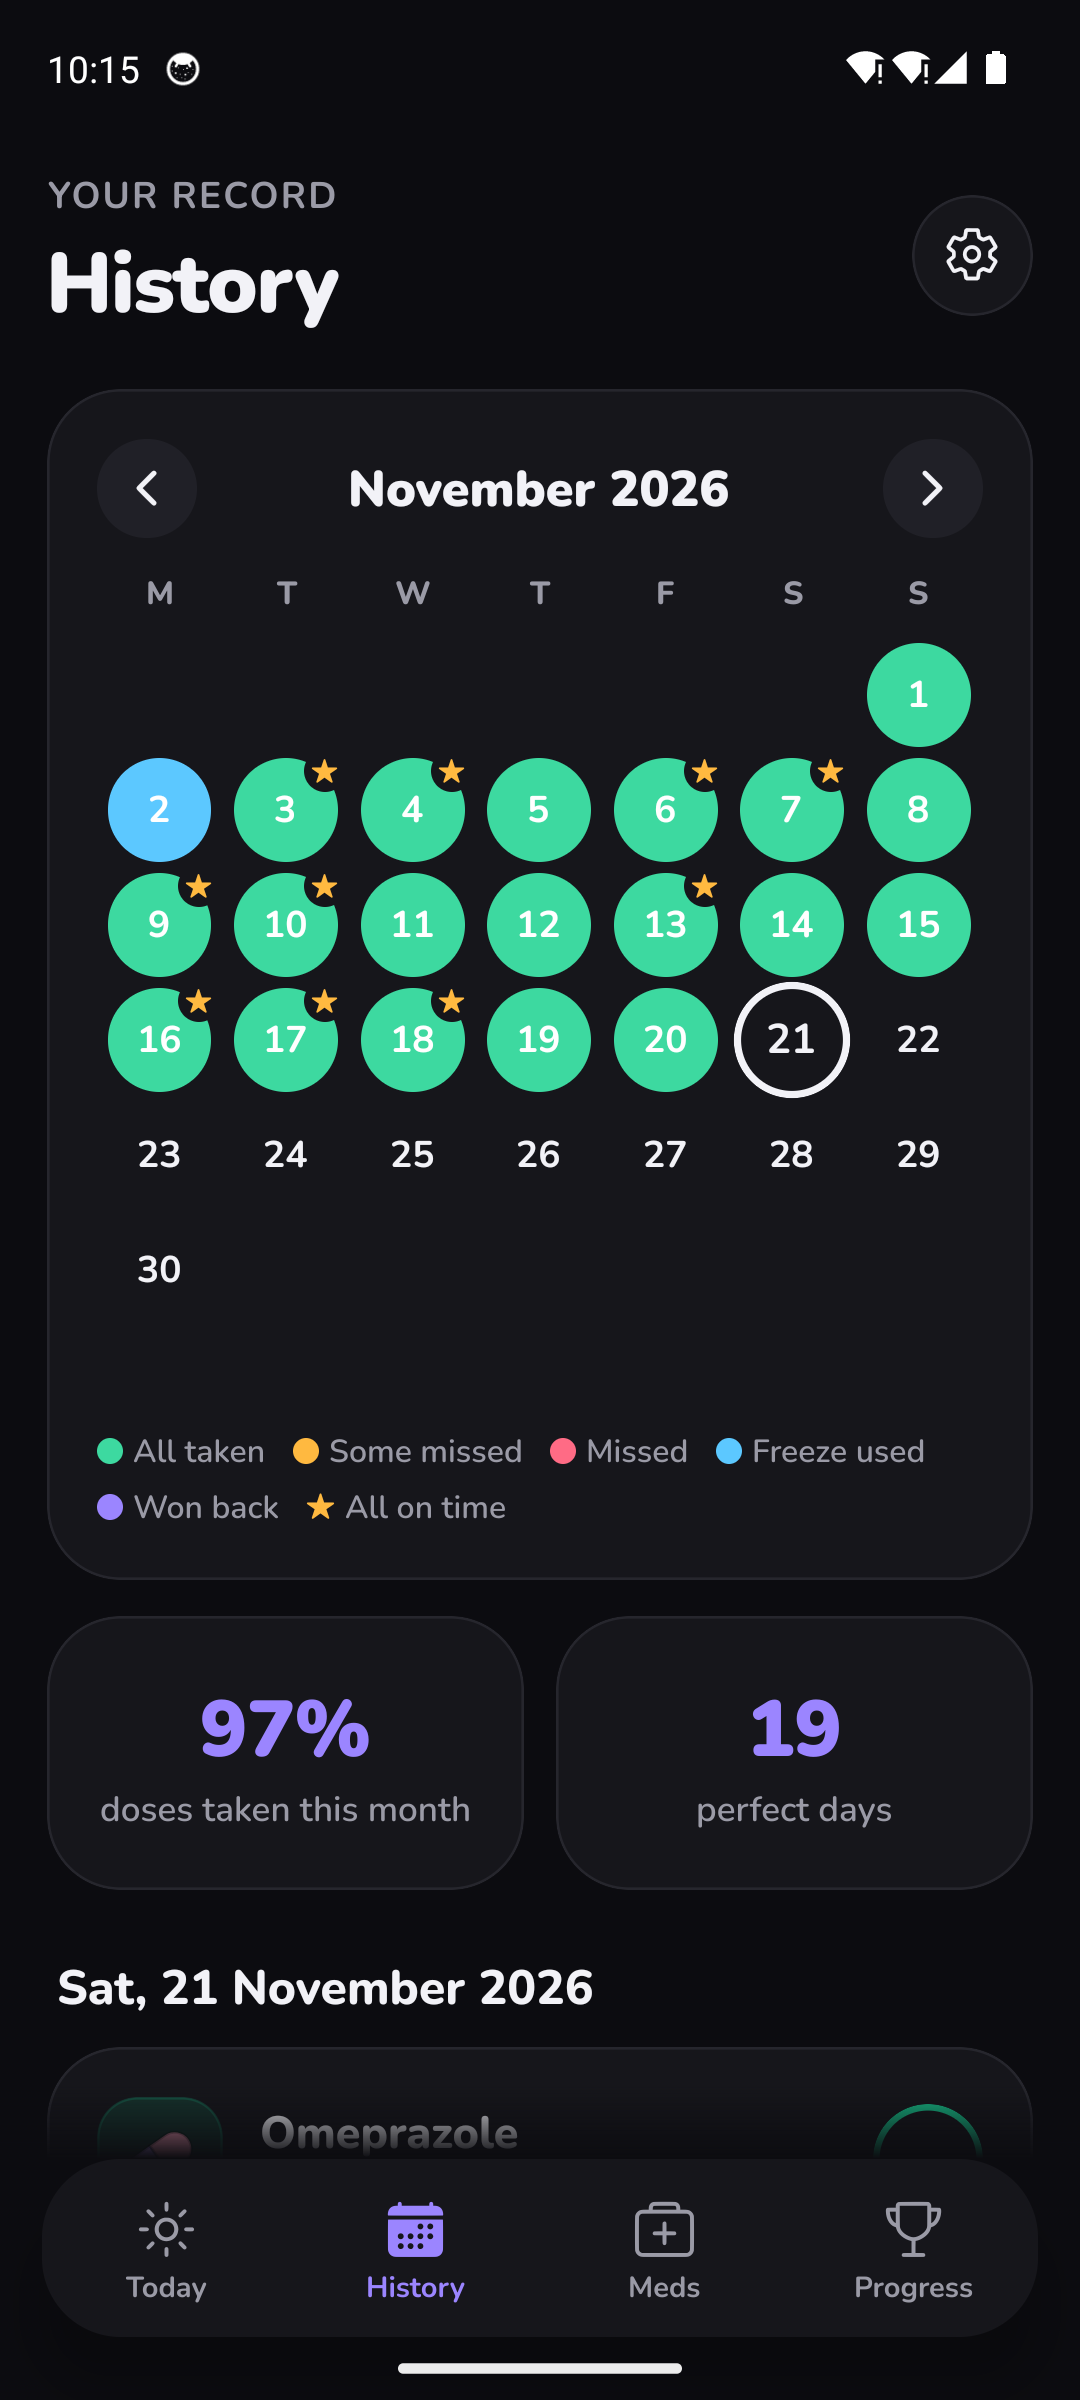 10:15
YOUR RECORD
History
November 2026
M T W T F S S
1
2 3 4 5 6 7 8
9 10 11 12 13 14 15
16 17 18 19 20 21 22
23 24 25 26 27 28 29
30
All taken Some missed Missed Freeze used
Won back All on time
97% 19
doses taken this month perfect days
Sat, 21 November 2026
Omeprazole
Today History Meds Progress